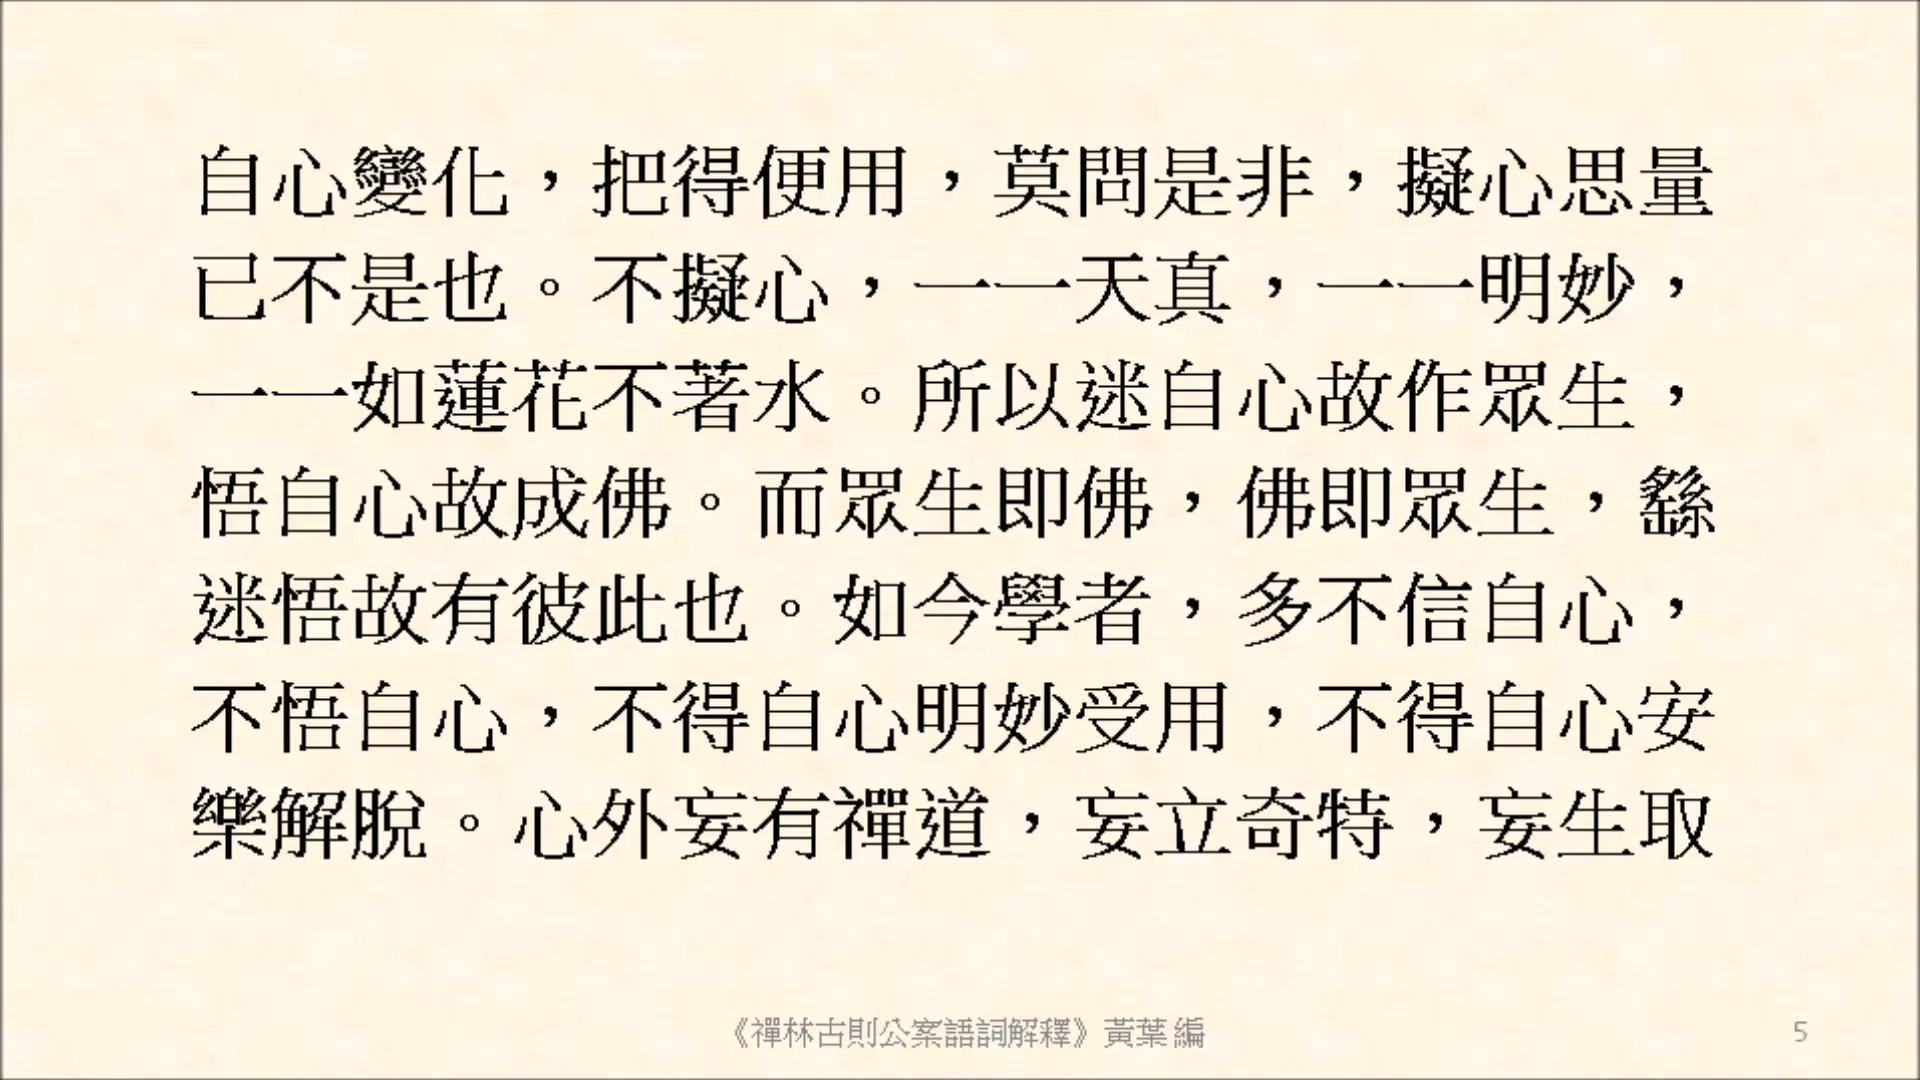 自心變化，把得便用，莫問是非，擬心思量
已不是也。不擬心，一一天真，一一明妙，
一一如蓮花不著水。所以迷自心故作眾生，
悟自心故成佛。而眾生即佛，佛即眾生，繇
迷悟故有彼此也。如今學者，多不信自心，
不悟自心，不得自心明妙受用，不得自心安
樂解脫。心外妄有禪道，妄立奇特，妄生取
《禪林古則公案語詞解釋》黃葉 編
5